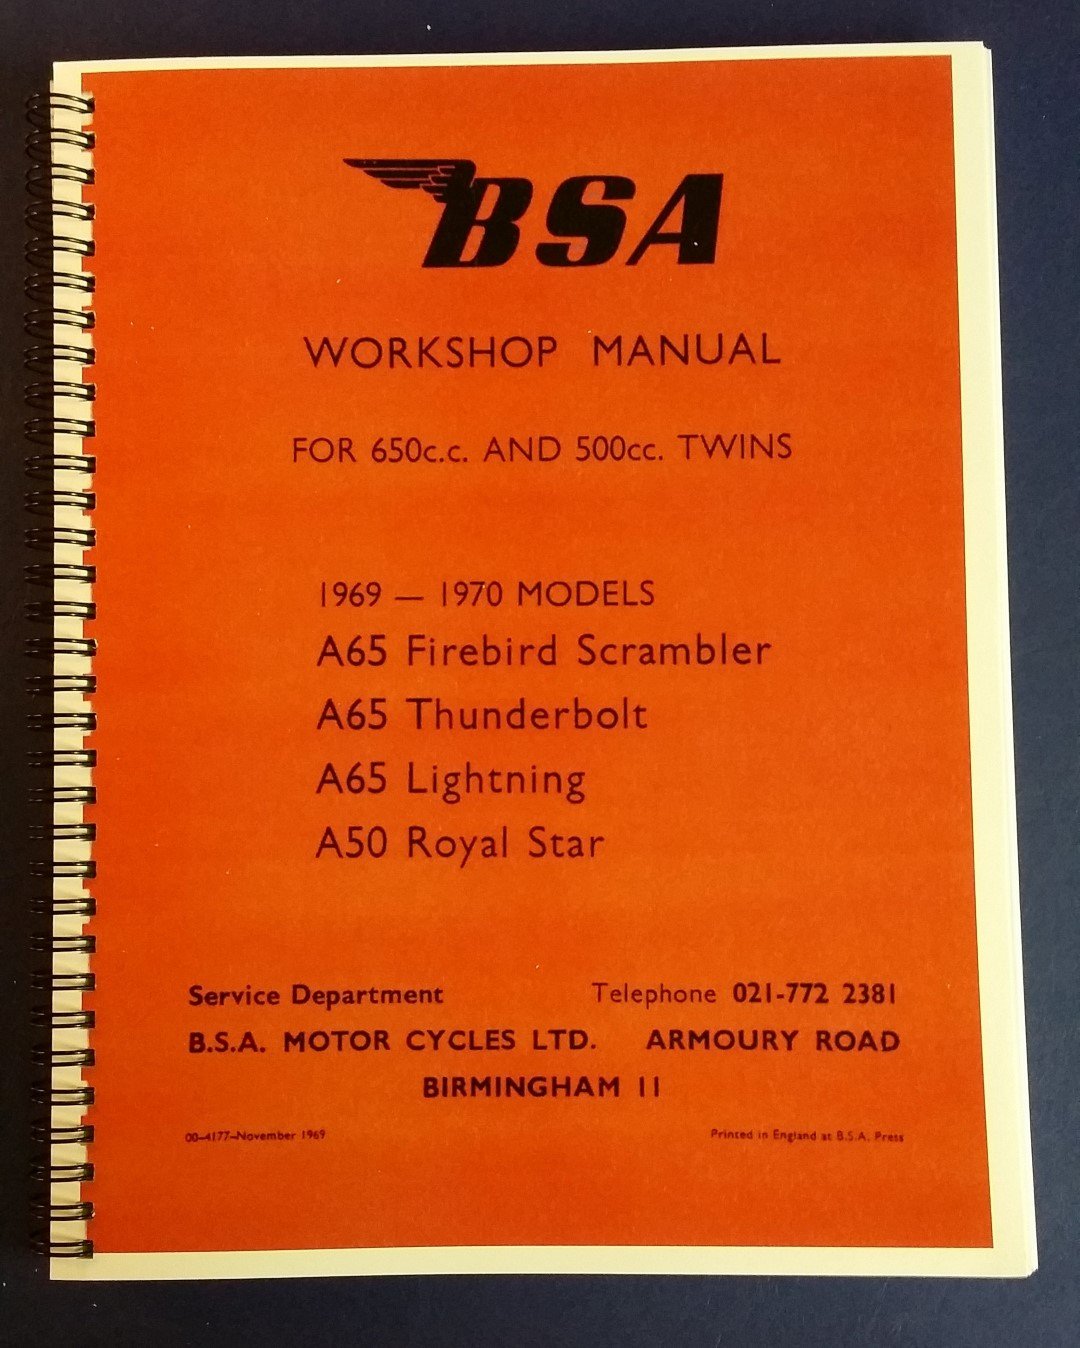 BSA
WORKSHOP MANUAL
FOR 650c.c. AND 500cc. TWINS
1969 — 1970 MODELS
A65 Firebird Scrambler
A65 Thunderbolt
A65 Lightning
A50 Royal Star
Service Department Telephone 021-772 2381
B.S.A. MOTOR CYCLES LTD. ARMOURY ROAD
BIRMINGHAM 11
00-4177-November 1969 Printed in England at B.S.A. Press